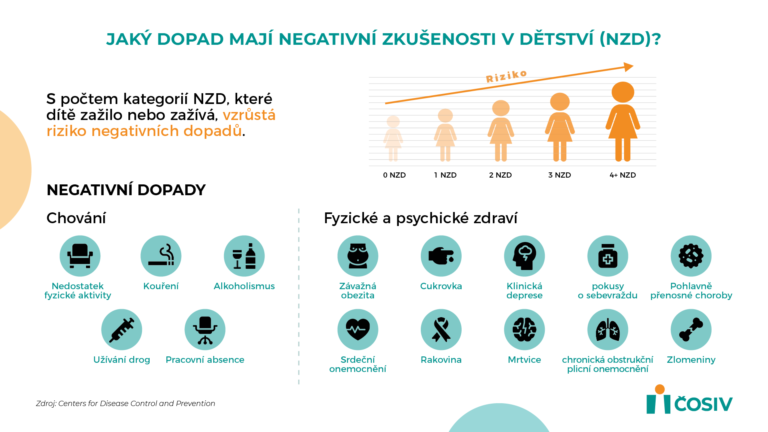 JAKÝ DOPAD MAJÍ NEGATIVNÍ ZKUŠENOSTI V DĚTSTVÍ (NZD)?
S počtem kategorií NZD, které
dítě zažilo nebo zažívá, vzrůstá
riziko negativních dopadů.
Riziko
0 NZD
1 NZD
2 NZD
3 NZD
4+ NZD
NEGATIVNÍ DOPADY
Chování
Nedostatek
fyzické aktivity
Kouření
Alkoholismus
Užívání drog
Pracovní absence
Fyzické a psychické zdraví
Závažná
obezita
Cukrovka
Klinická
deprese
pokusy
o sebevraždu
Pohlavně
přenosné choroby
Srdeční
onemocnění
Rakovina
Mrtvice
chronická obstrukční
plicní onemocnění
Zlomeniny
Zdroj: Centers for Disease Control and Prevention
ČOSIV